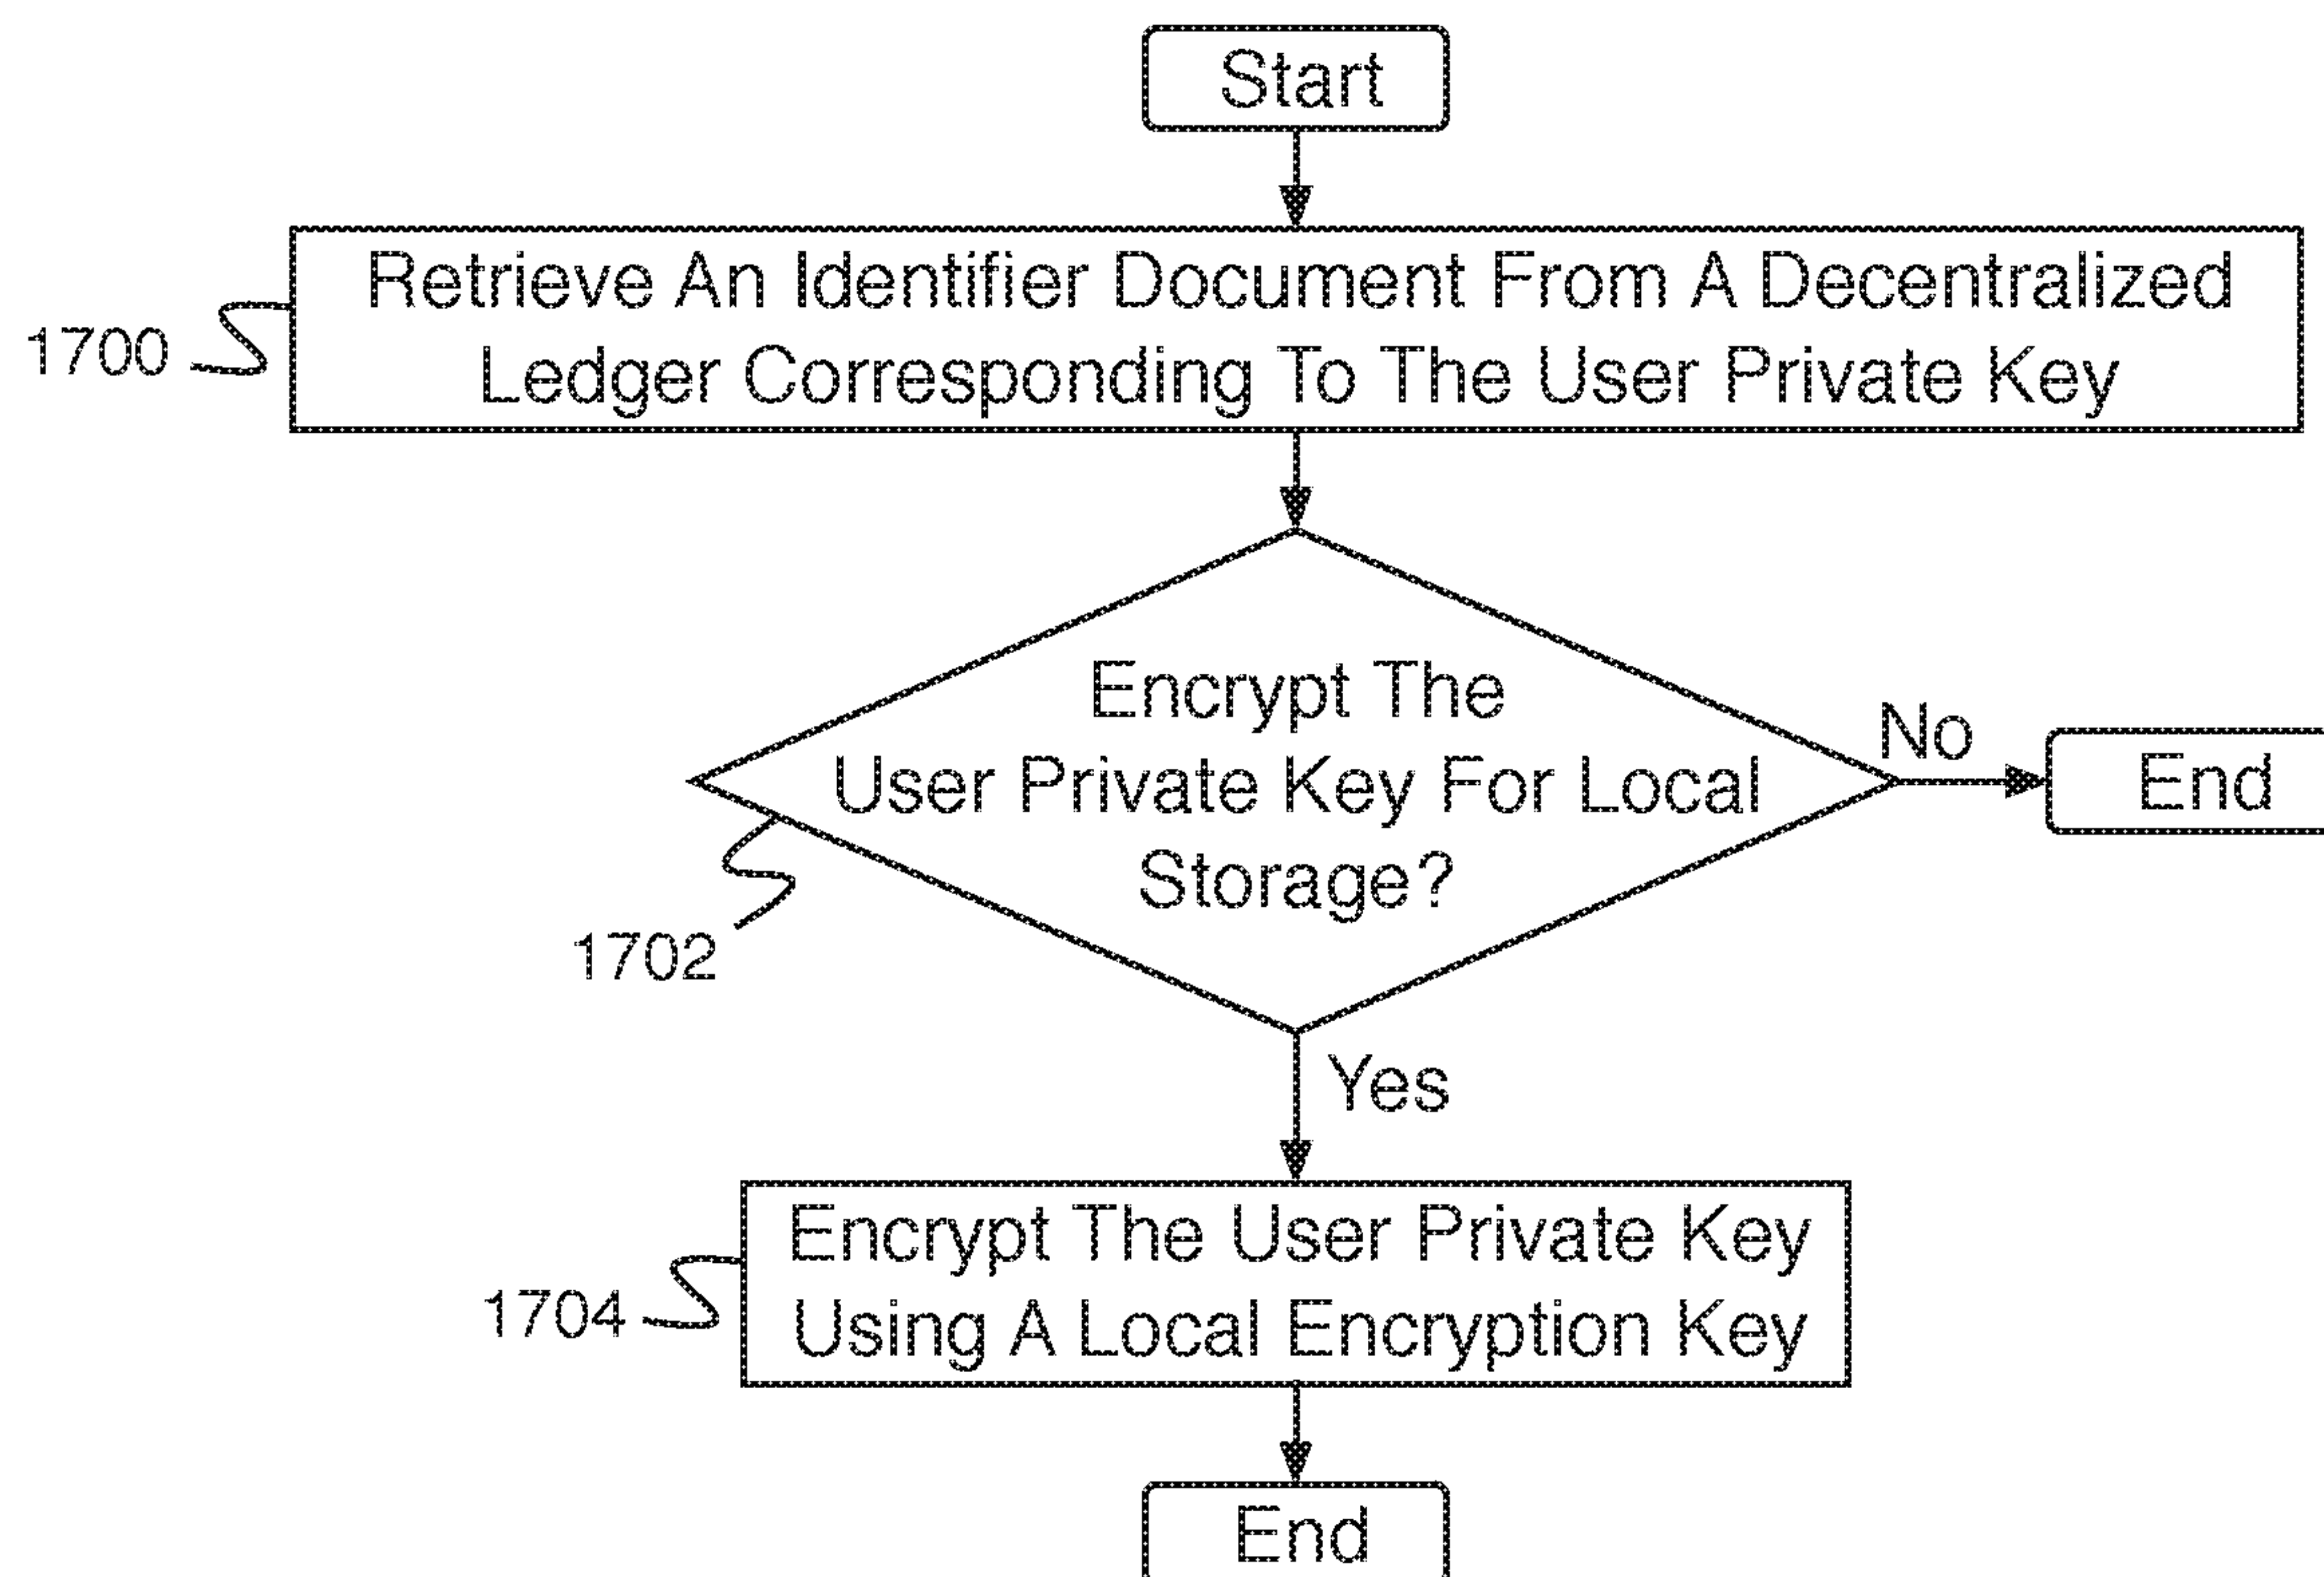 Start
Retrieve An Identifier Document From A Decentralized
Ledger Corresponding To The User Private Key
1700
Encrypt The
User Private Key For Local
Storage?
No
End
1702
Yes
Encrypt The User Private Key
Using A Local Encryption Key
1704
End